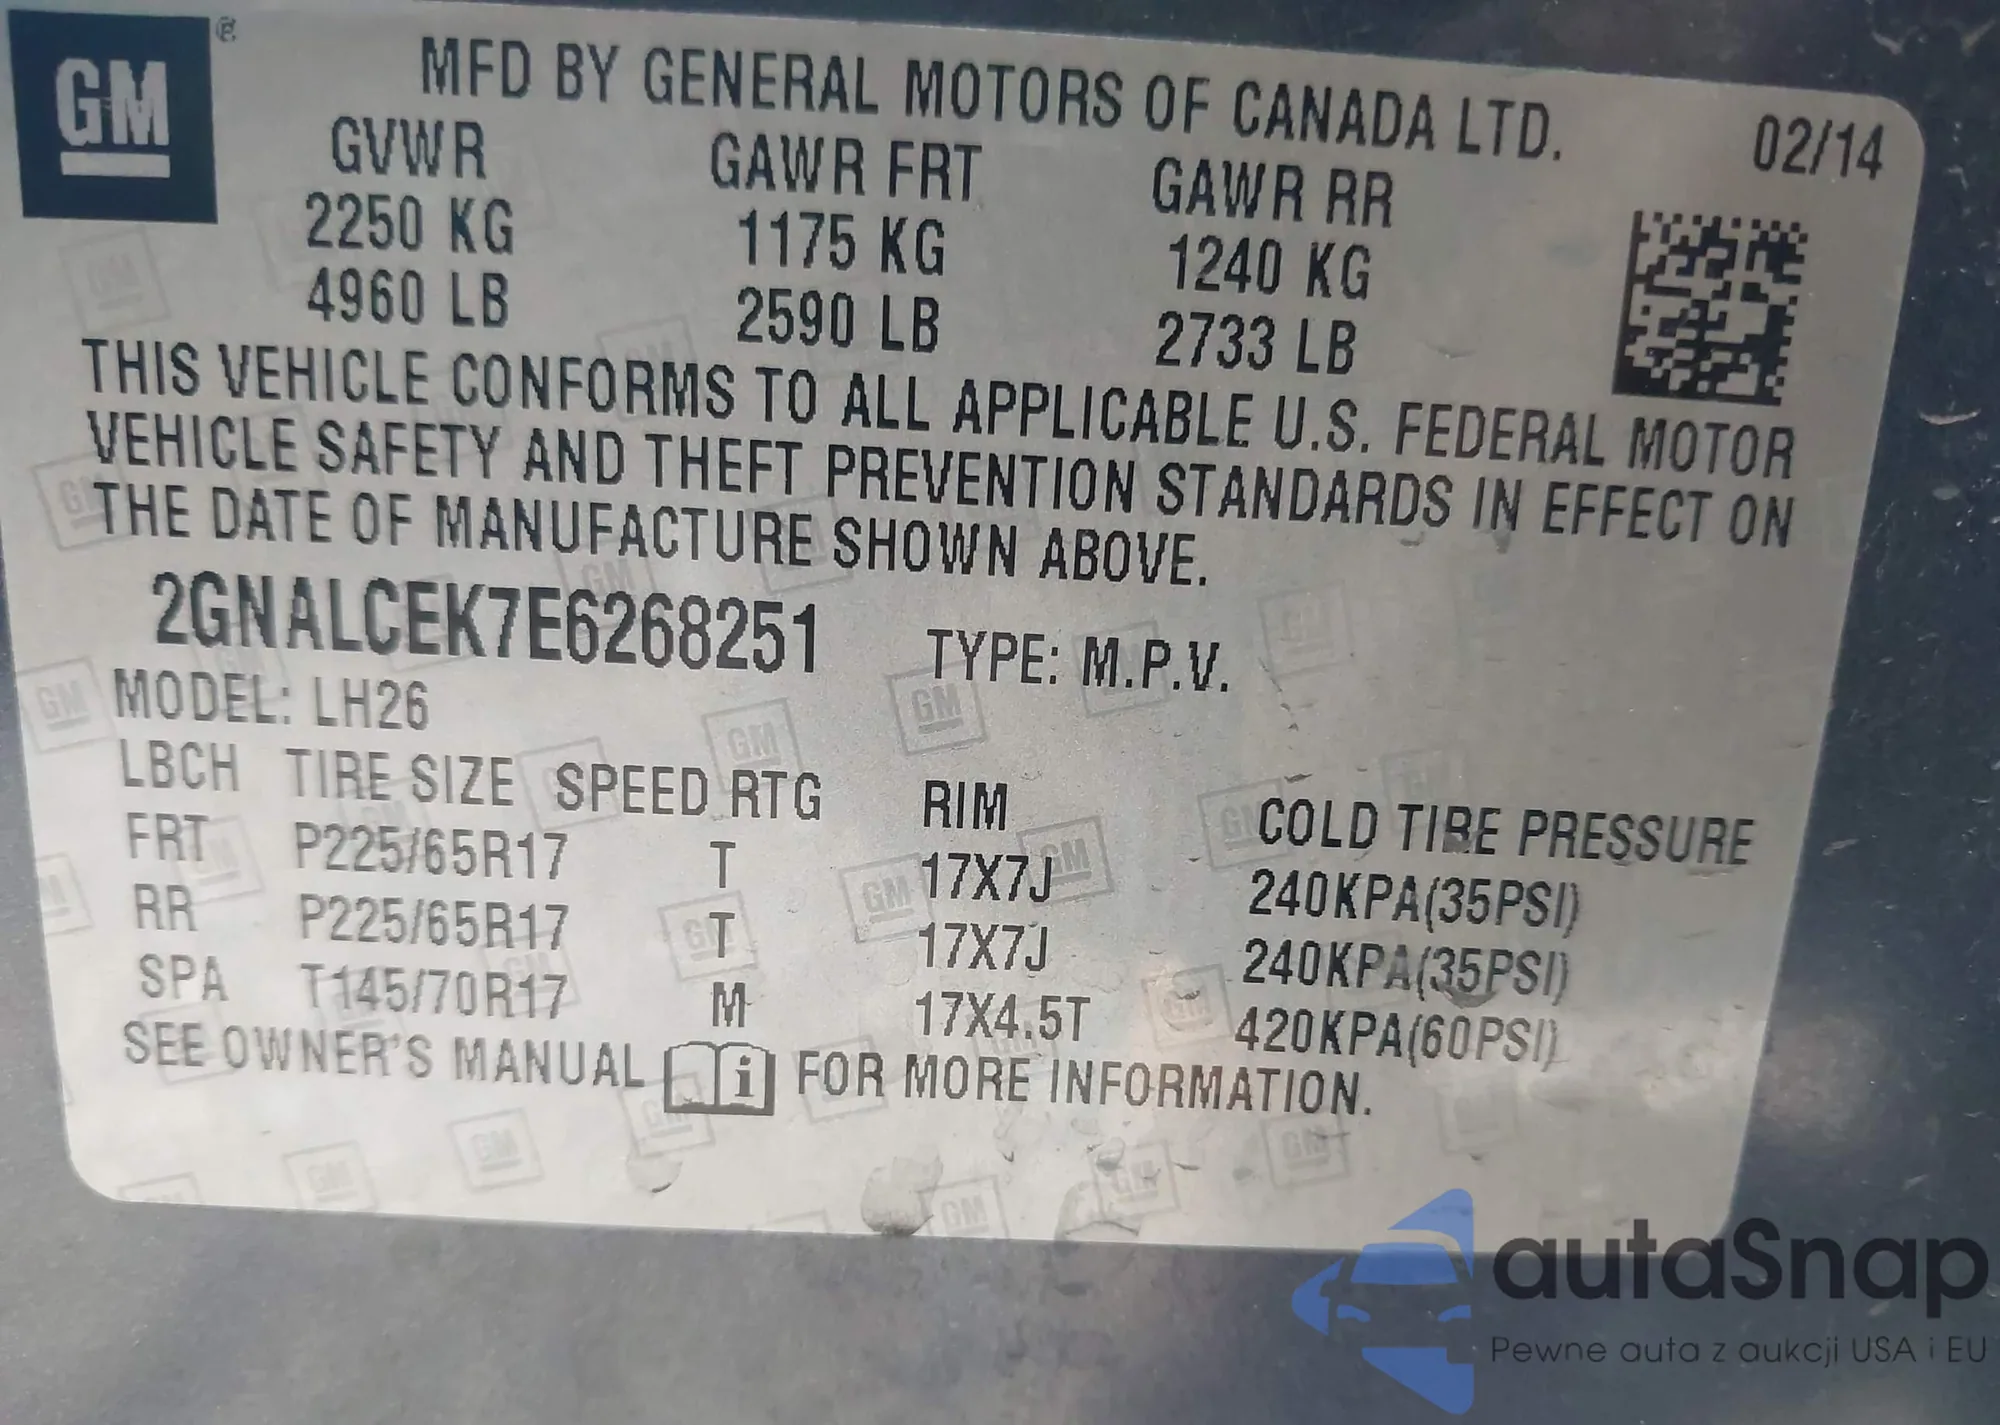 GM ®
MFD BY GENERAL MOTORS OF CANADA LTD. 02/14
GVWR GAWR FRT GAWR RR
2250 KG 1175 KG 1240 KG
4960 LB 2590 LB 2733 LB
THIS VEHICLE CONFORMS TO ALL APPLICABLE U.S. FEDERAL MOTOR
VEHICLE SAFETY AND THEFT PREVENTION STANDARDS IN EFFECT ON
THE DATE OF MANUFACTURE SHOWN ABOVE.
2GNALCEK7E6268251 TYPE: M.P.V.
MODEL: LH26
LBCH TIRE SIZE SPEED RTG RIM COLD TIRE PRESSURE
FRT P225/65R17 T 17X7J 240KPA(35PSI)
RR P225/65R17 T 17X7J 240KPA(35PSI)
SPA T145/70R17 M 17X4.5T 420KPA(60PSI)
SEE OWNER'S MANUAL i FOR MORE INFORMATION.
autaSnap
Pewne auta z aukcji USA i EU